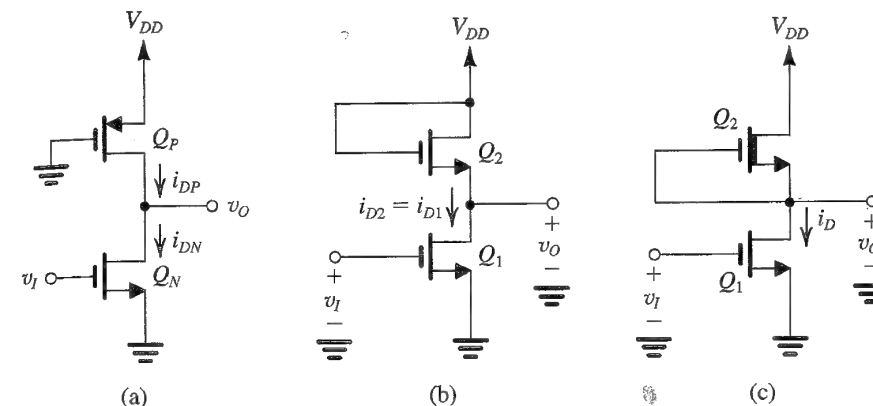 V_DD
Q_P
i_DP
v_O
i_DN
v_I
Q_N
(a)
V_DD
Q_2
i_D2 = i_D1
+
v_O
−
Q_1
+
v_I
−
(b)
V_DD
Q_2
i_D
+
v_O
−
Q_1
+
v_I
−
(c)